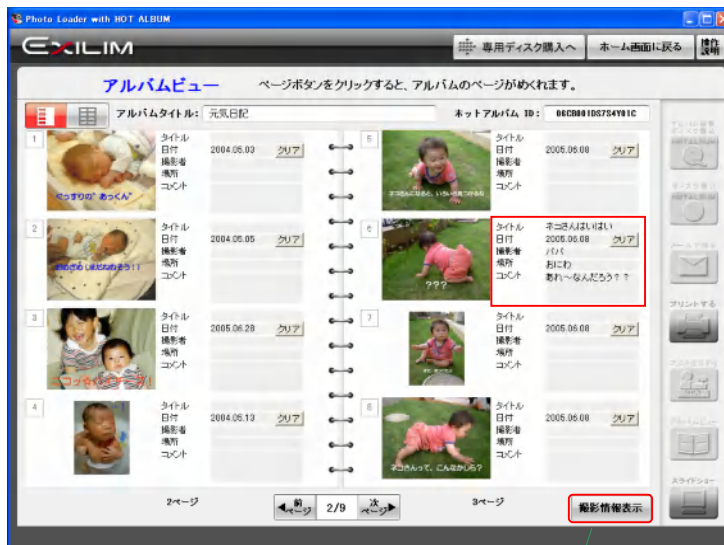 Photo Loader with HOT ALBUM
EXILIM
専用ディスク購入へ
ホーム画面に戻る
操作説明
アルバムビュー
ページボタンをクリックすると、アルバムのページがめくれます。
アルバムタイトル: 元気日記
ホットアルバム ID: 06CB001DS7S4Y01C
1
タイトル
日付 2004.05.03 クリア
撮影者
場所
コメント
ぐっすりの"あっくん"
2
タイトル
日付 2004.05.05 クリア
撮影者
場所
コメント
3
タイトル
日付 2005.06.28 クリア
撮影者
場所
コメント
4
タイトル
日付 2004.05.13 クリア
撮影者
場所
コメント
5
タイトル
日付 2005.06.08 クリア
撮影者
場所
コメント
6
タイトル ネコさんはいはい
日付 2005.06.08 クリア
撮影者 パパ
場所 おにわ
コメント あれ〜なんだろう??
???
7
タイトル
日付 2005.06.08 クリア
撮影者
場所
コメント
8
タイトル
日付 2005.06.08 クリア
撮影者
場所
コメント
ネコさんって、こんなかしら?
プリントする
スライドショー
2ページ
前ページ
2/9
次ページ
3ページ
撮影情報表示